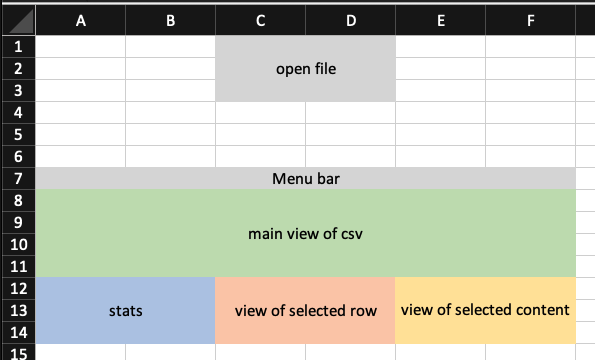 A B C D E F
1
2 open file
3
4
5
6
7 Menu bar
8
9 main view of csv
10
11
12
13 stats view of selected row view of selected content
14
15